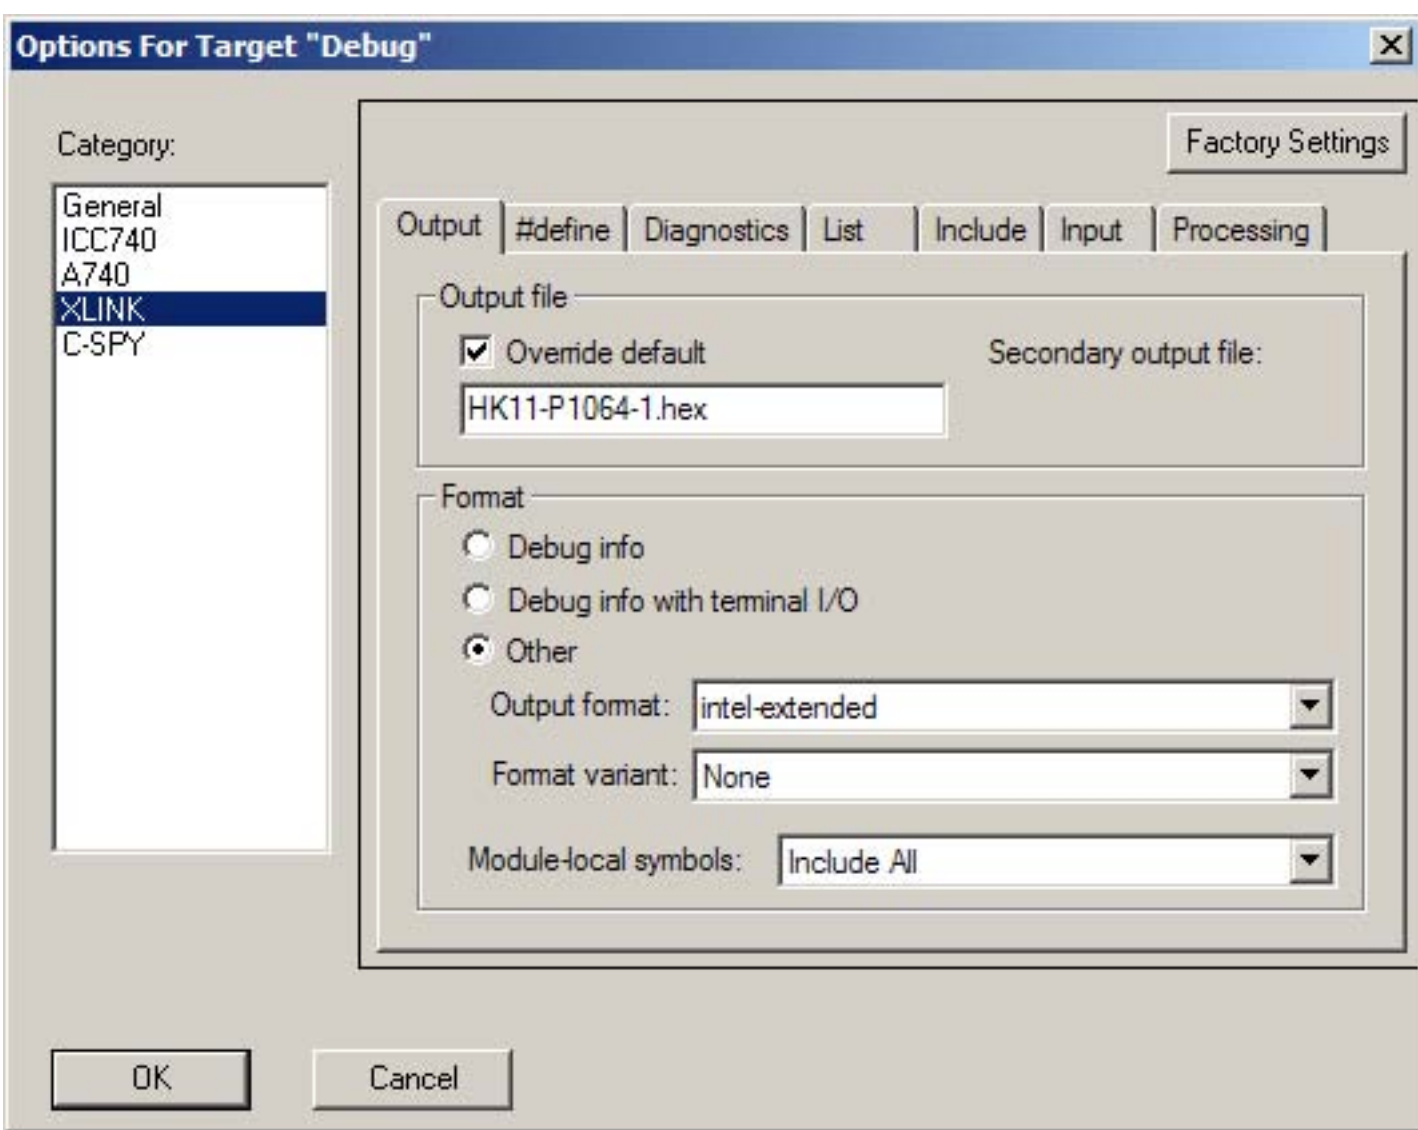 Options For Target "Debug"
Category:
General
ICC740
A740
XLINK
C-SPY
Factory Settings
Output #define Diagnostics List Include Input Processing
Output file
Override default
Secondary output file:
HK11-P1064-1.hex
Format
Debug info
Debug info with terminal I/O
Other
Output format: intel-extended
Format variant: None
Module-local symbols: Include All
OK Cancel